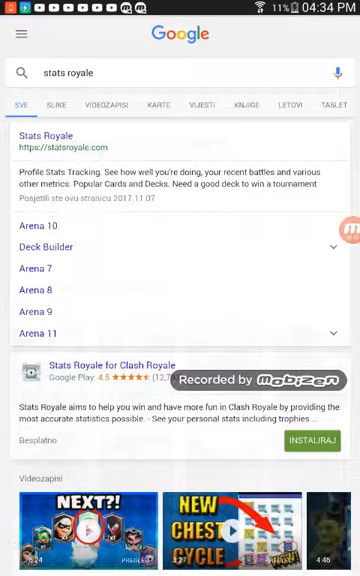 11% 04:34 PM
Google
stats royale
SVE SLIKE VIDEOZAPISI KARTE VIJESTI KNJIGE LETOVI TABLET
Stats Royale
https://statsroyale.com
Profile Stats Tracking. See how well you're doing, your recent battles and various
other metrics. Popular Cards and Decks. Need a good deck to win a tournament
Posjetili ste ovu stranicu 2017.11.07
Arena 10
Deck Builder
Arena 7
Arena 8
Arena 9
Arena 11
Stats Royale for Clash Royale
Google Play: 4.5
Recorded by mobizen
Stats Royale aims to help you win and have more fun in Clash Royale by providing the
most accurate statistics possible. - See your personal stats including trophies ...
Besplatno
INSTALIRAJ
Videozapisi
NEXT?!
6:24 PREGLED
NEW
CHEST
CYCLE
3:27
4:46